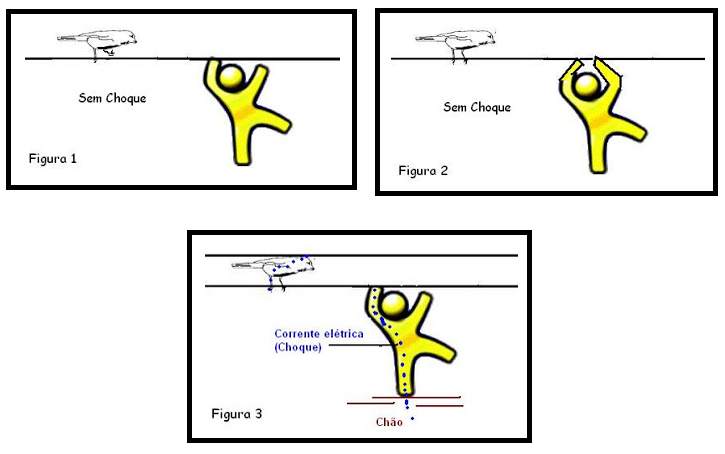 Sem Choque
Figura 1
Sem Choque
Figura 2
Corrente elétrica
(Choque)
Figura 3
Chão